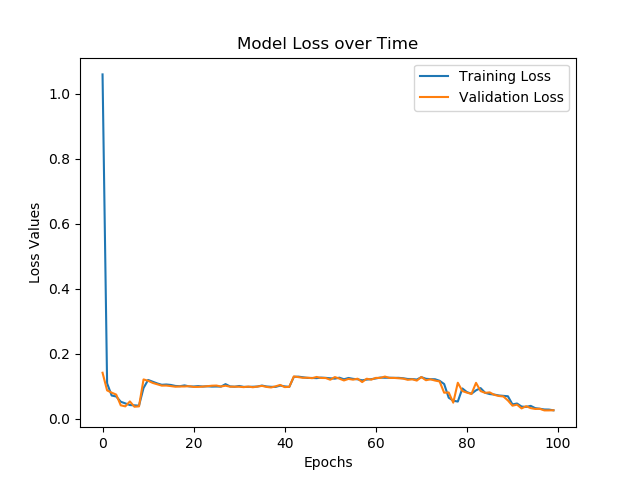 Model Loss over Time
Training Loss
Validation Loss
Loss Values
1.0
0.8
0.6
0.4
0.2
0.0
0 20 40 60 80 100
Epochs